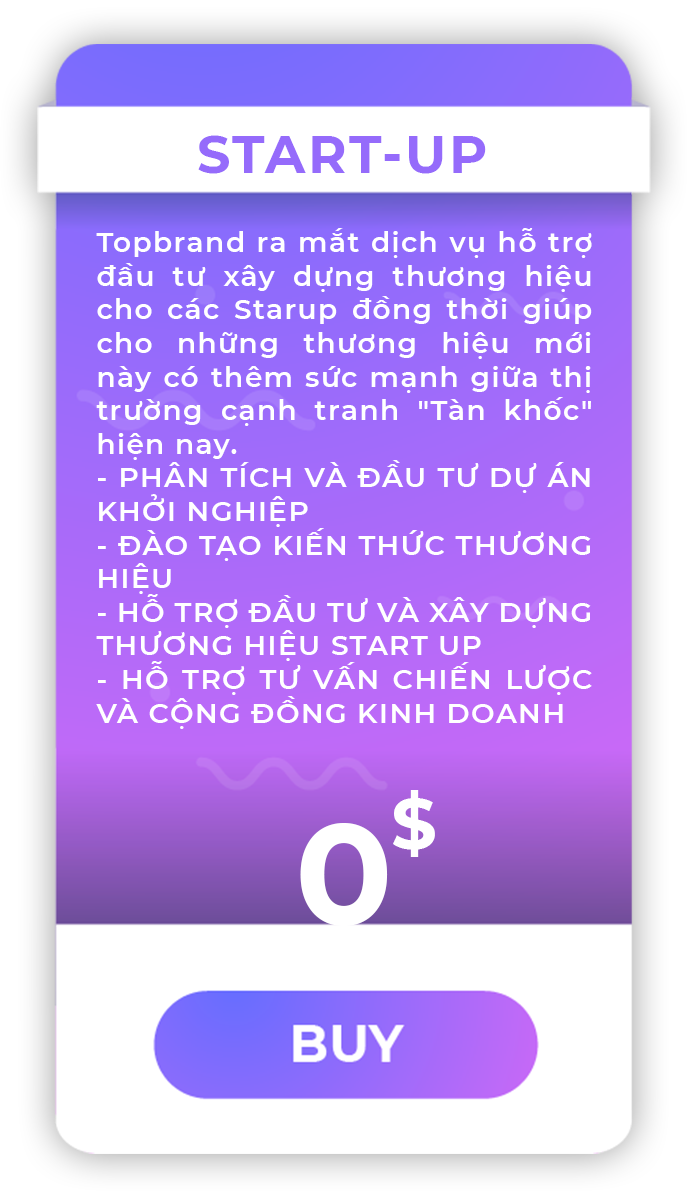 START-UP
Topbrand ra mắt dịch vụ hỗ trợ
đầu tư xây dựng thương hiệu
cho các Starup đồng thời giúp
cho những thương hiệu mới
này có thêm sức mạnh giữa thị
trường cạnh tranh "Tàn khốc"
hiện nay.
- PHÂN TÍCH VÀ ĐẦU TƯ DỰ ÁN
KHỞI NGHIỆP
- ĐÀO TẠO KIẾN THỨC THƯƠNG
HIỆU
- HỖ TRỢ ĐẦU TƯ VÀ XÂY DỰNG
THƯƠNG HIỆU START UP
- HỖ TRỢ TƯ VẤN CHIẾN LƯỢC
VÀ CỘNG ĐỒNG KINH DOANH
0$
BUY